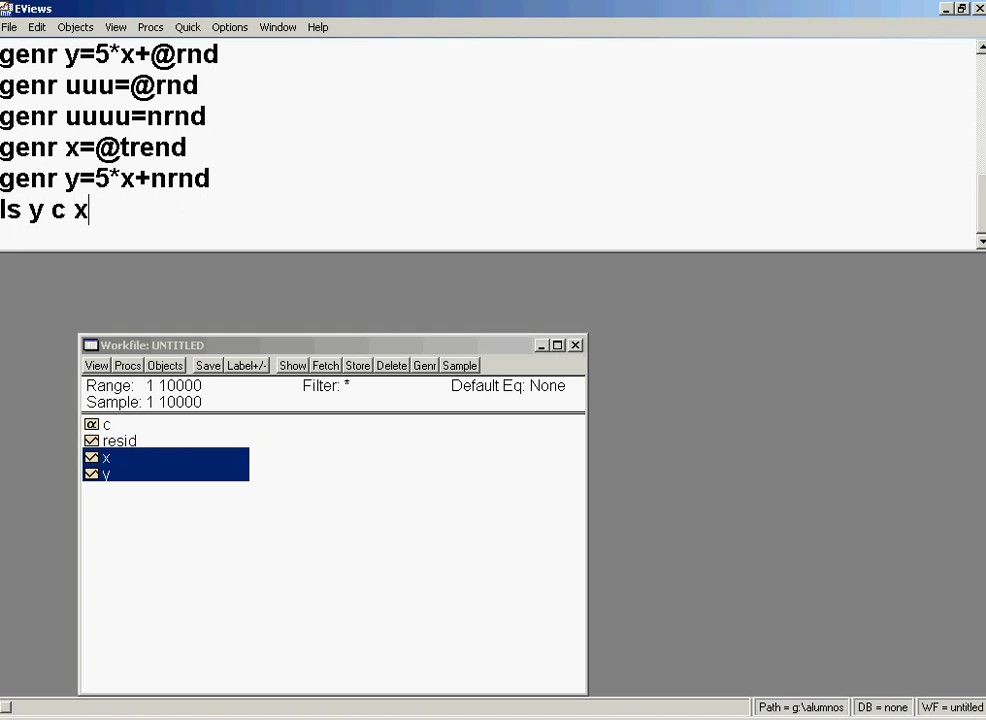 EViews
File Edit Objects View Procs Quick Options Window Help
genr y=5*x+@rnd
genr uuu=@rnd
genr uuuu=nrnd
genr x=@trend
genr y=5*x+nrnd
ls y c x
Workfile: UNTITLED
View Procs Objects Save Label+/- Show Fetch Store Delete Genr Sample
Range: 1 10000 Filter: * Default Eq: None
Sample: 1 10000
α c
resid
x
y
Path = g:\alumnos DB = none WF = untitled